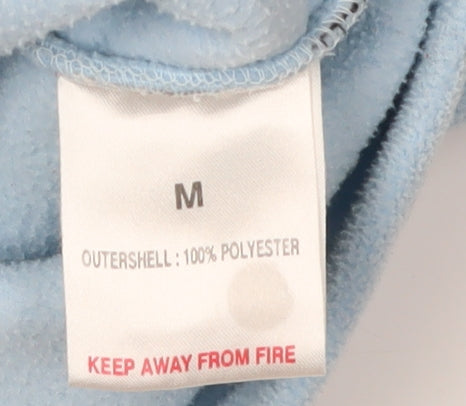 M
OUTERSHELL : 100% POLYESTER
KEEP AWAY FROM FIRE